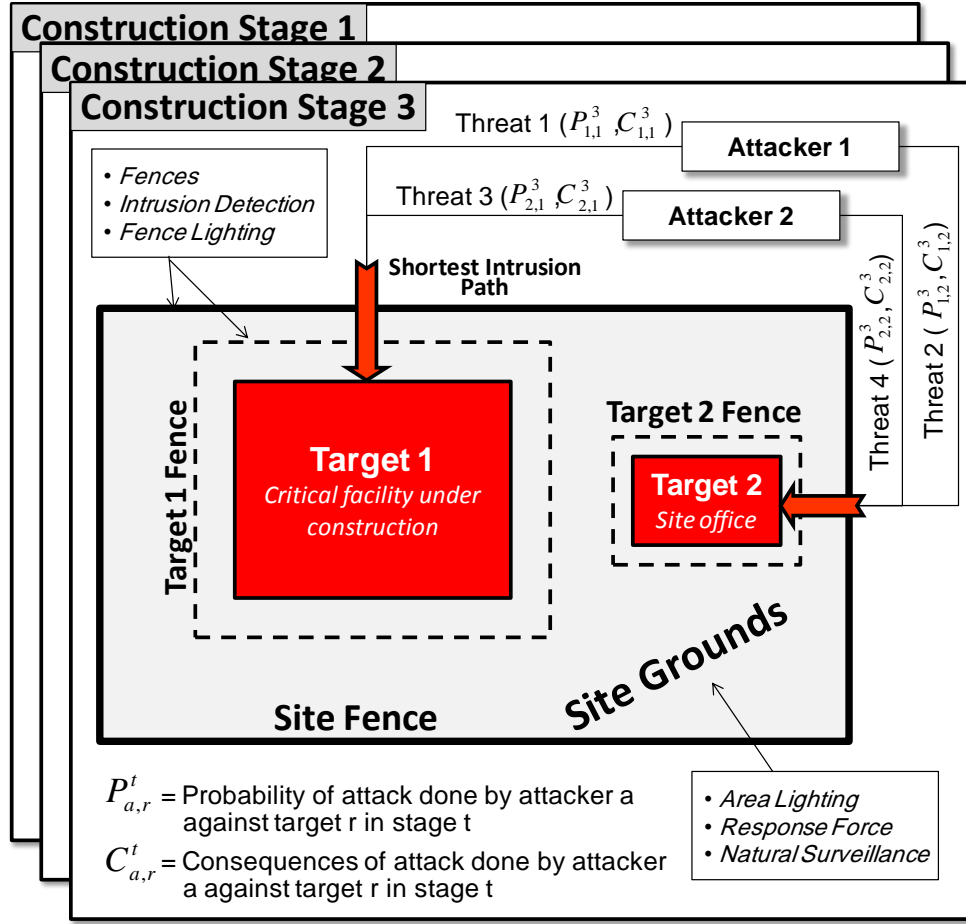 Construction Stage 1
Construction Stage 2
Construction Stage 3
Threat 1 ( P^3_{1,1} , C^3_{1,1} )
Attacker 1
• Fences
• Intrusion Detection
• Fence Lighting
Threat 3 ( P^3_{2,1} , C^3_{2,1} )
Attacker 2
Shortest Intrusion
Path
Threat 4 ( P^3_{2,2} , C^3_{2,2} )
Threat 2 ( P^3_{1,2} , C^3_{1,2} )
Target 1 Fence
Target 1
Critical facility under
construction
Target 2 Fence
Target 2
Site office
Site Grounds
Site Fence
P^t_{a,r} = Probability of attack done by attacker a
against target r in stage t
C^t_{a,r} = Consequences of attack done by attacker
a against target r in stage t
• Area Lighting
• Response Force
• Natural Surveillance